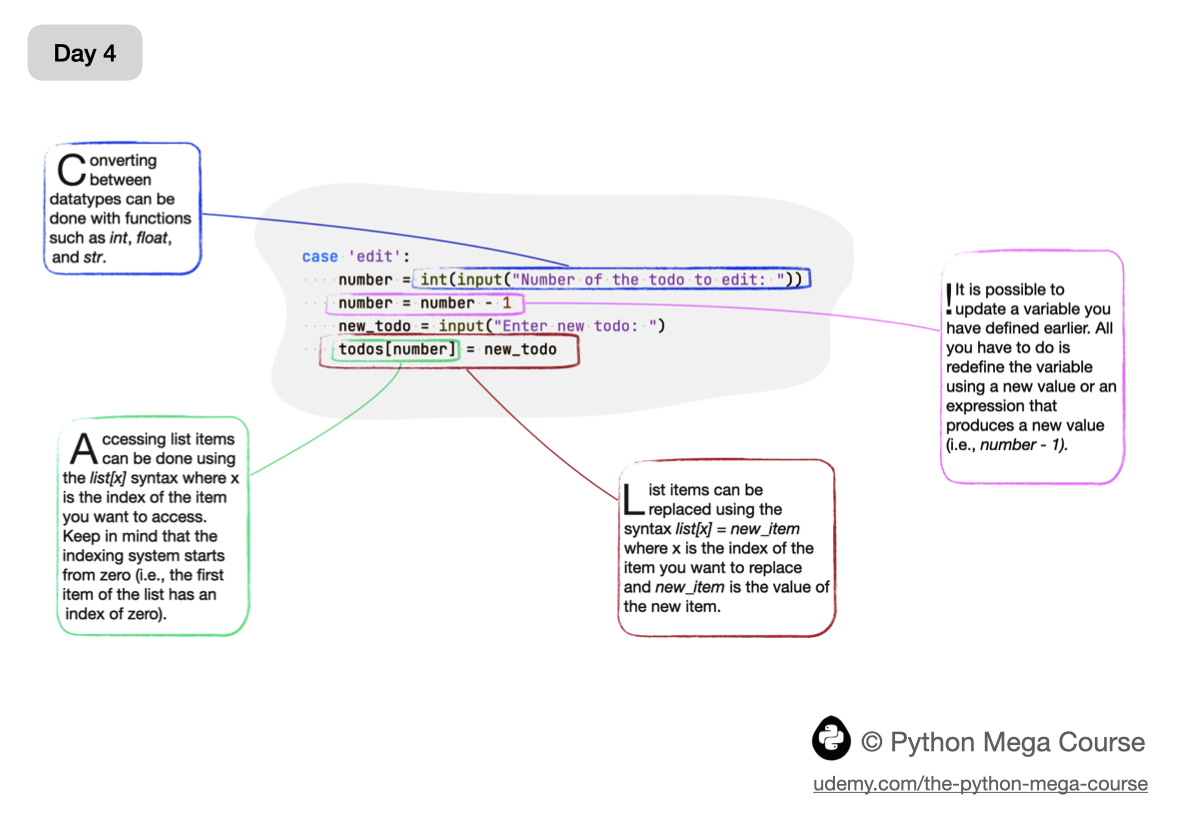 Day 4
Converting
between
datatypes can be
done with functions
such as int, float,
and str.
case 'edit':
number = int(input("Number of the todo to edit: "))
number = number - 1
new_todo = input("Enter new todo: ")
todos[number] = new_todo
! It is possible to
update a variable you
have defined earlier. All
you have to do is
redefine the variable
using a new value or an
expression that
produces a new value
(i.e., number - 1).
Accessing list items
can be done using
the list[x] syntax where x
is the index of the item
you want to access.
Keep in mind that the
indexing system starts
from zero (i.e., the first
item of the list has an
index of zero).
List items can be
replaced using the
syntax list[x] = new_item
where x is the index of the
item you want to replace
and new_item is the value of
the new item.
© Python Mega Course
udemy.com/the-python-mega-course